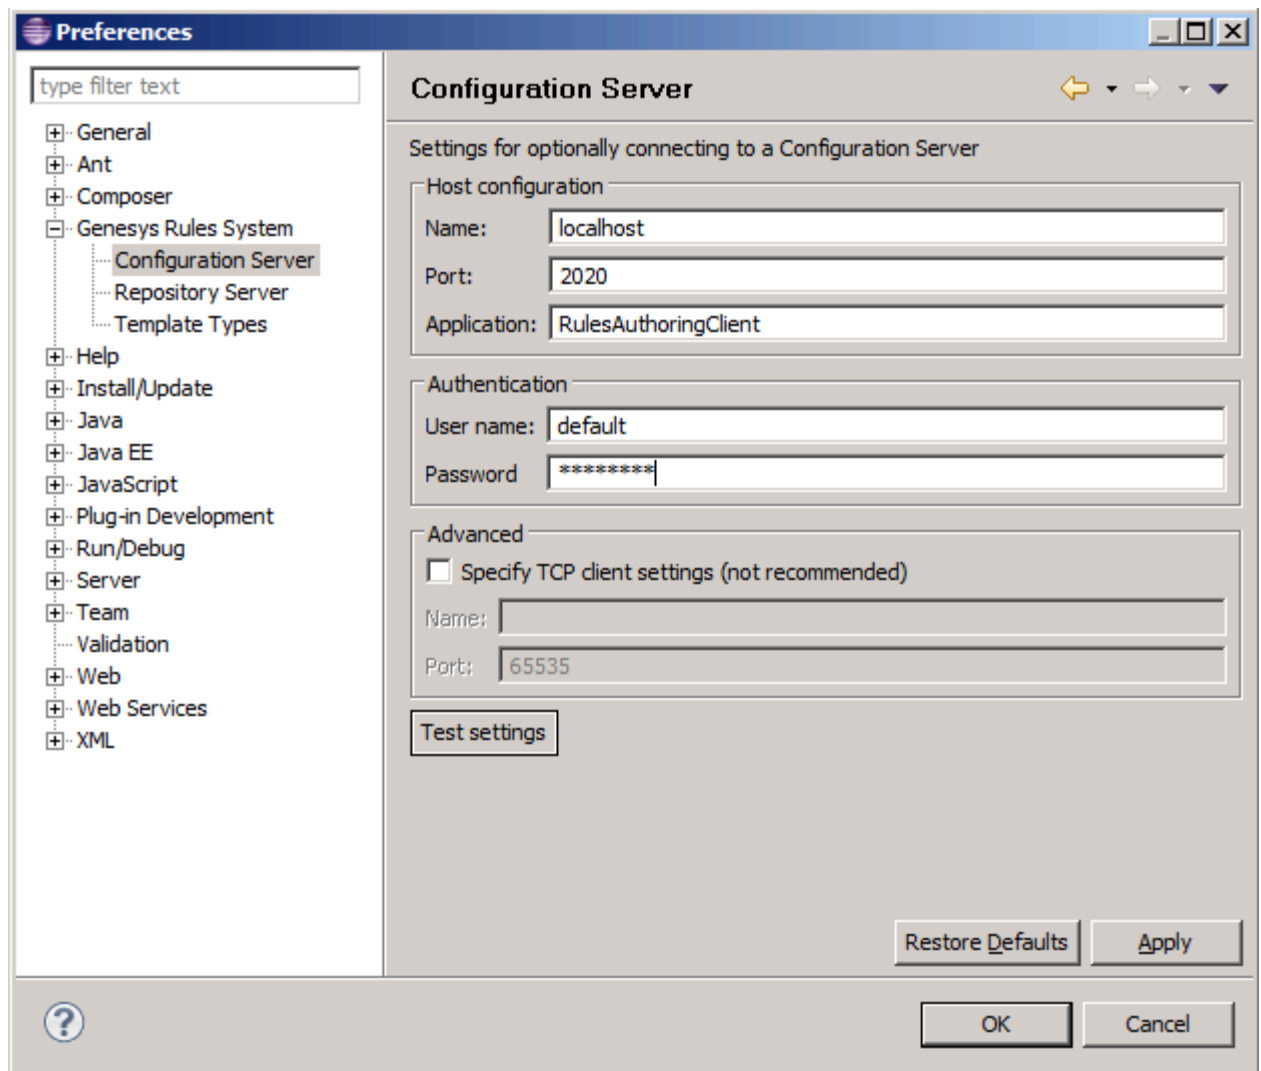 Preferences
type filter text
General
Ant
Composer
Genesys Rules System
Configuration Server
Repository Server
Template Types
Help
Install/Update
Java
Java EE
JavaScript
Plug-in Development
Run/Debug
Server
Team
Validation
Web
Web Services
XML
Configuration Server
Settings for optionally connecting to a Configuration Server
Host configuration
Name: localhost
Port: 2020
Application: RulesAuthoringClient
Authentication
User name: default
Password ********
Advanced
Specify TCP client settings (not recommended)
Name:
Port: 65535
Test settings
Restore Defaults Apply
OK Cancel